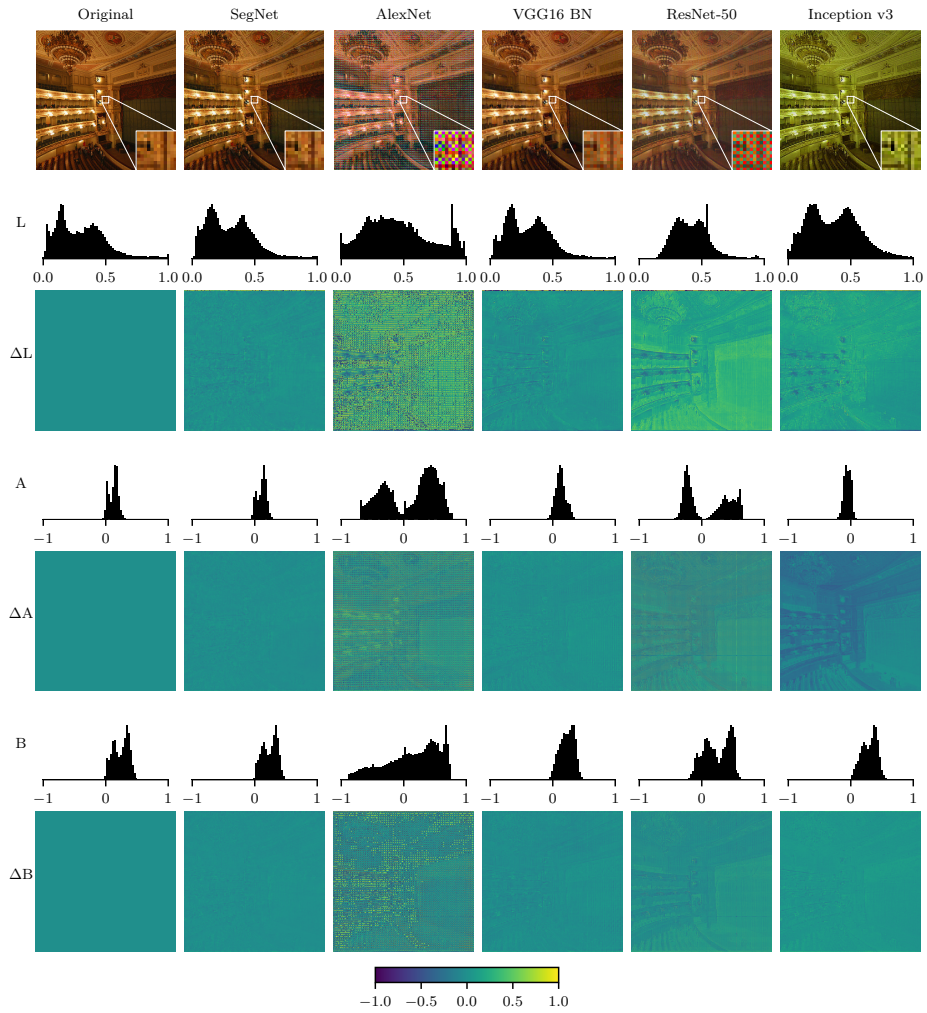 Original SegNet AlexNet VGG16 BN ResNet-50 Inception v3
L
0.0 0.5 1.0 0.0 0.5 1.0 0.0 0.5 1.0 0.0 0.5 1.0 0.0 0.5 1.0 0.0 0.5 1.0
ΔL
A
−1 0 1 −1 0 1 −1 0 1 −1 0 1 −1 0 1 −1 0 1
ΔA
B
−1 0 1 −1 0 1 −1 0 1 −1 0 1 −1 0 1 −1 0 1
ΔB
−1.0 −0.5 0.0 0.5 1.0